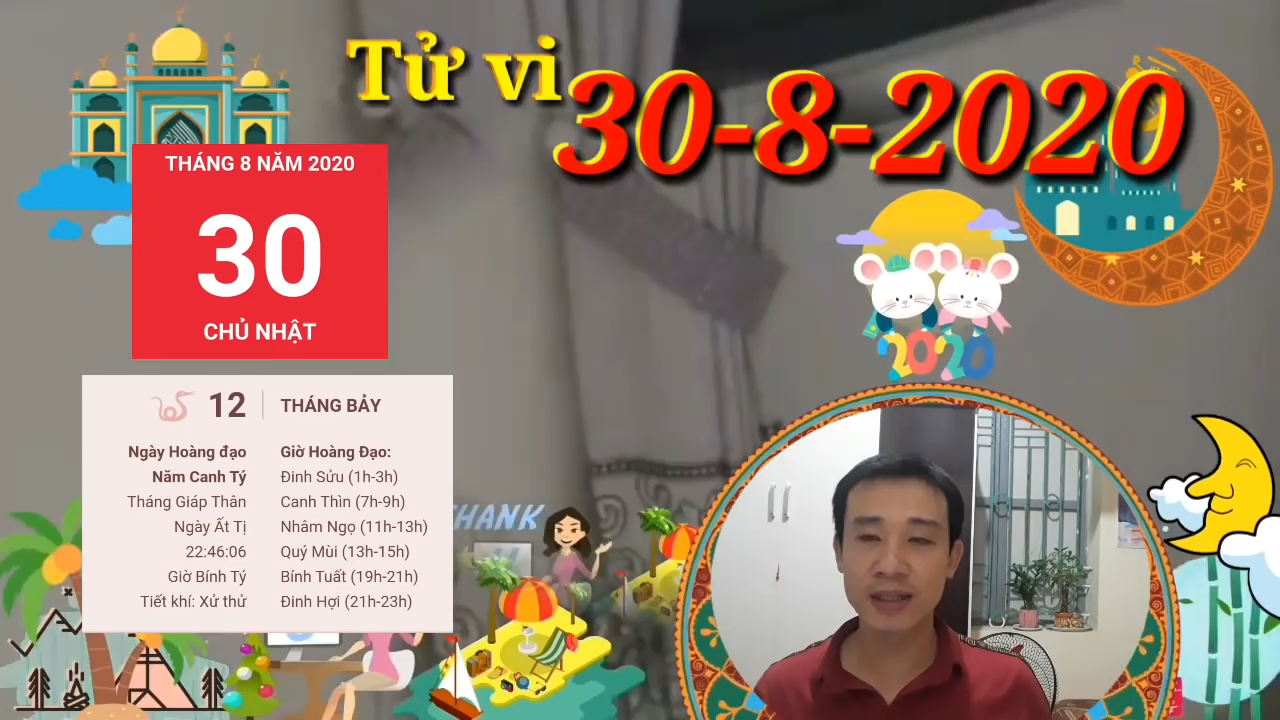 Tử vi
30-8-2020
THÁNG 8 NĂM 2020
30
CHỦ NHẬT
12
THÁNG BẢY
Ngày Hoàng đạo
Năm Canh Tý
Tháng Giáp Thân
Ngày Ất Tị
22:46:06
Giờ Bính Tý
Tiết khí: Xử thử
Giờ Hoàng Đạo:
Đinh Sửu (1h-3h)
Canh Thìn (7h-9h)
Nhâm Ngọ (11h-13h)
Quý Mùi (13h-15h)
Bính Tuất (19h-21h)
Đinh Hợi (21h-23h)
2020
HANK